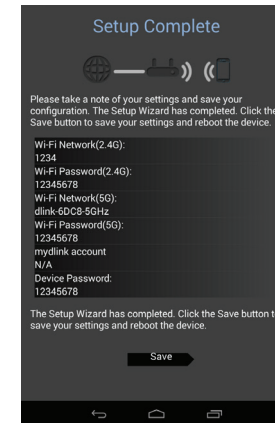 Setup Complete
Please take a note of your settings and save your
configuration. The Setup Wizard has completed. Click the
Save button to save your settings and reboot the device.
Wi-Fi Network(2.4G):
1234
Wi-Fi Password(2.4G):
12345678
Wi-Fi Network(5G):
dlink-6DC8-5GHz
Wi-Fi Password(5G):
12345678
mydlink account
N/A
Device Password:
12345678
The Setup Wizard has completed. Click the Save button t
save your settings and reboot the device.
Save